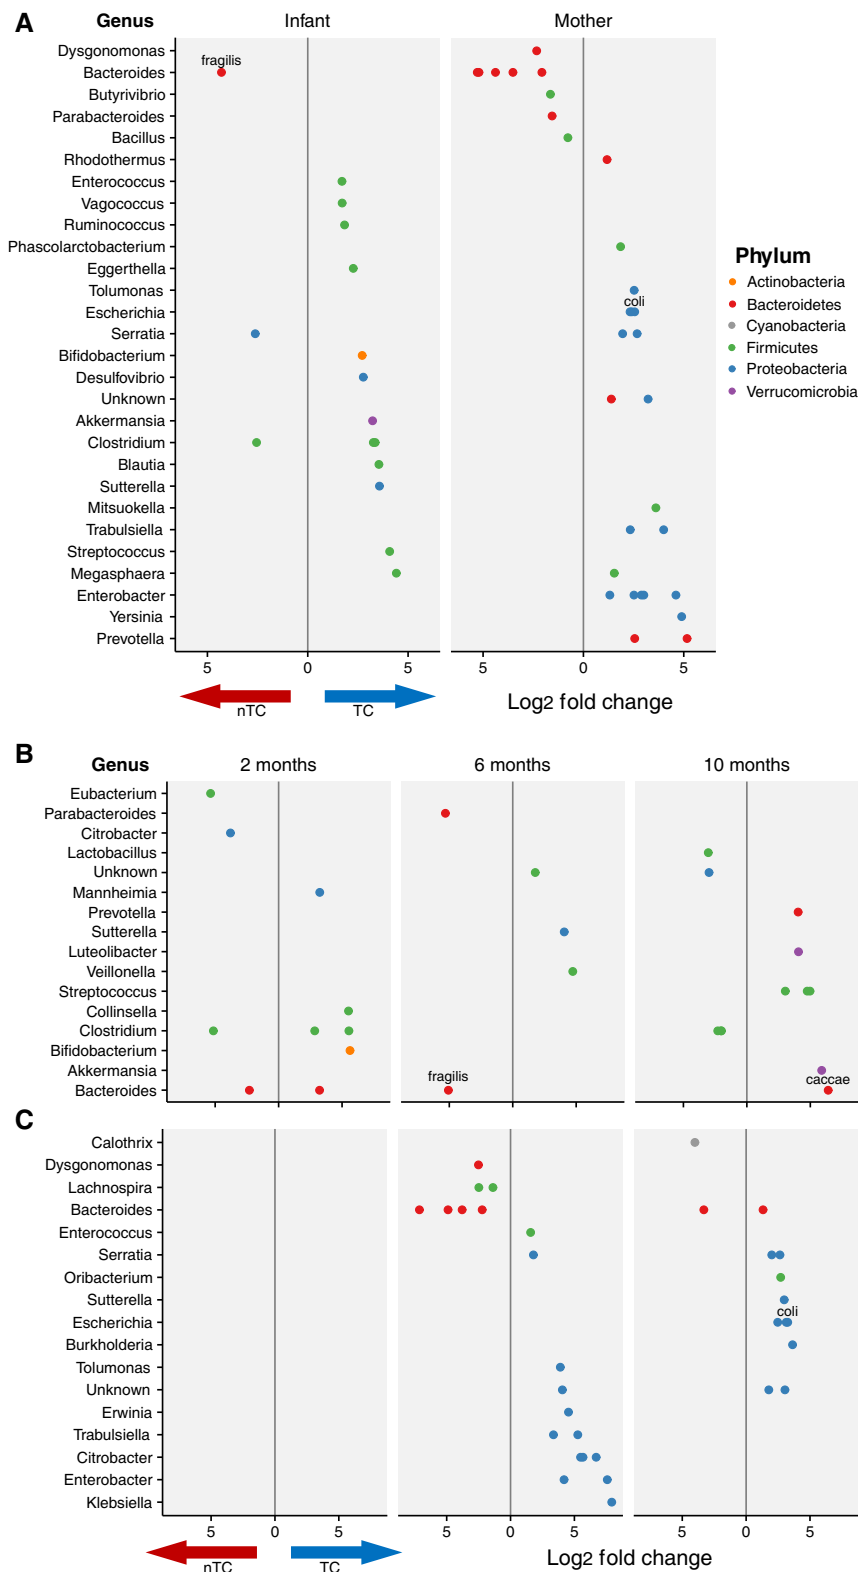 A
Genus
Infant
Mother
Dysgonomonas
fragilis
Bacteroides
Butyrivibrio
Parabacteroides
Bacillus
Rhodothermus
Enterococcus
Vagococcus
Ruminococcus
Phascolarctobacterium
Eggerthella
Tolumonas
coli
Escherichia
Serratia
Bifidobacterium
Desulfovibrio
Unknown
Akkermansia
Clostridium
Blautia
Sutterella
Mitsuokella
Trabulsiella
Streptococcus
Megasphaera
Enterobacter
Yersinia
Prevotella
Phylum
Actinobacteria
Bacteroidetes
Cyanobacteria
Firmicutes
Proteobacteria
Verrucomicrobia
5 0 5 5 0 5
nTC TC Log2 fold change
B
Genus
2 months
6 months
10 months
Eubacterium
Parabacteroides
Citrobacter
Lactobacillus
Unknown
Mannheimia
Prevotella
Sutterella
Luteolibacter
Veillonella
Streptococcus
Collinsella
Clostridium
Bifidobacterium
Akkermansia
fragilis caccae
Bacteroides
C
Calothrix
Dysgonomonas
Lachnospira
Bacteroides
Enterococcus
Serratia
Oribacterium
Sutterella
coli
Escherichia
Burkholderia
Tolumonas
Unknown
Erwinia
Trabulsiella
Citrobacter
Enterobacter
Klebsiella
5 0 5 5 0 5 5 0 5
nTC TC Log2 fold change